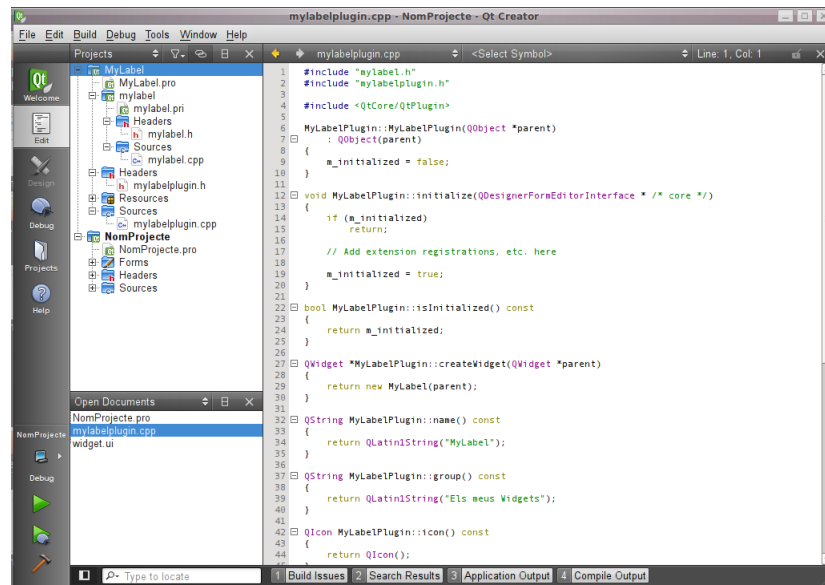 mylabelplugin.cpp - NomProjecte - Qt Creator
File Edit Build Debug Tools Window Help
Projects
mylabelplugin.cpp <Select Symbol> Line: 1, Col: 1
Qt
Welcome
Edit
Design
Debug
Projects
Help
NomProjecte
Debug
MyLabel
MyLabel.pro
mylabel
mylabel.pri
Headers
mylabel.h
Sources
mylabel.cpp
Headers
mylabelplugin.h
Resources
Sources
mylabelplugin.cpp
NomProjecte
NomProjecte.pro
Forms
Headers
Sources
Open Documents
NomProjecte.pro
mylabelplugin.cpp
widget.ui
1 #include "mylabel.h"
2 #include "mylabelplugin.h"
3
4 #include <QtCore/QtPlugin>
5
6 MyLabelPlugin::MyLabelPlugin(QObject *parent)
7 : QObject(parent)
8 {
9 m_initialized = false;
10 }
11
12 void MyLabelPlugin::initialize(QDesignerFormEditorInterface * /* core */)
13 {
14 if (m_initialized)
15 return;
16
17 // Add extension registrations, etc. here
18
19 m_initialized = true;
20 }
21
22 bool MyLabelPlugin::isInitialized() const
23 {
24 return m_initialized;
25 }
26
27 QWidget *MyLabelPlugin::createWidget(QWidget *parent)
28 {
29 return new MyLabel(parent);
30 }
31
32 QString MyLabelPlugin::name() const
33 {
34 return QLatin1String("MyLabel");
35 }
36
37 QString MyLabelPlugin::group() const
38 {
39 return QLatin1String("Els meus Widgets");
40 }
41
42 QIcon MyLabelPlugin::icon() const
43 {
44 return QIcon();
Type to locate
1 Build Issues 2 Search Results 3 Application Output 4 Compile Output